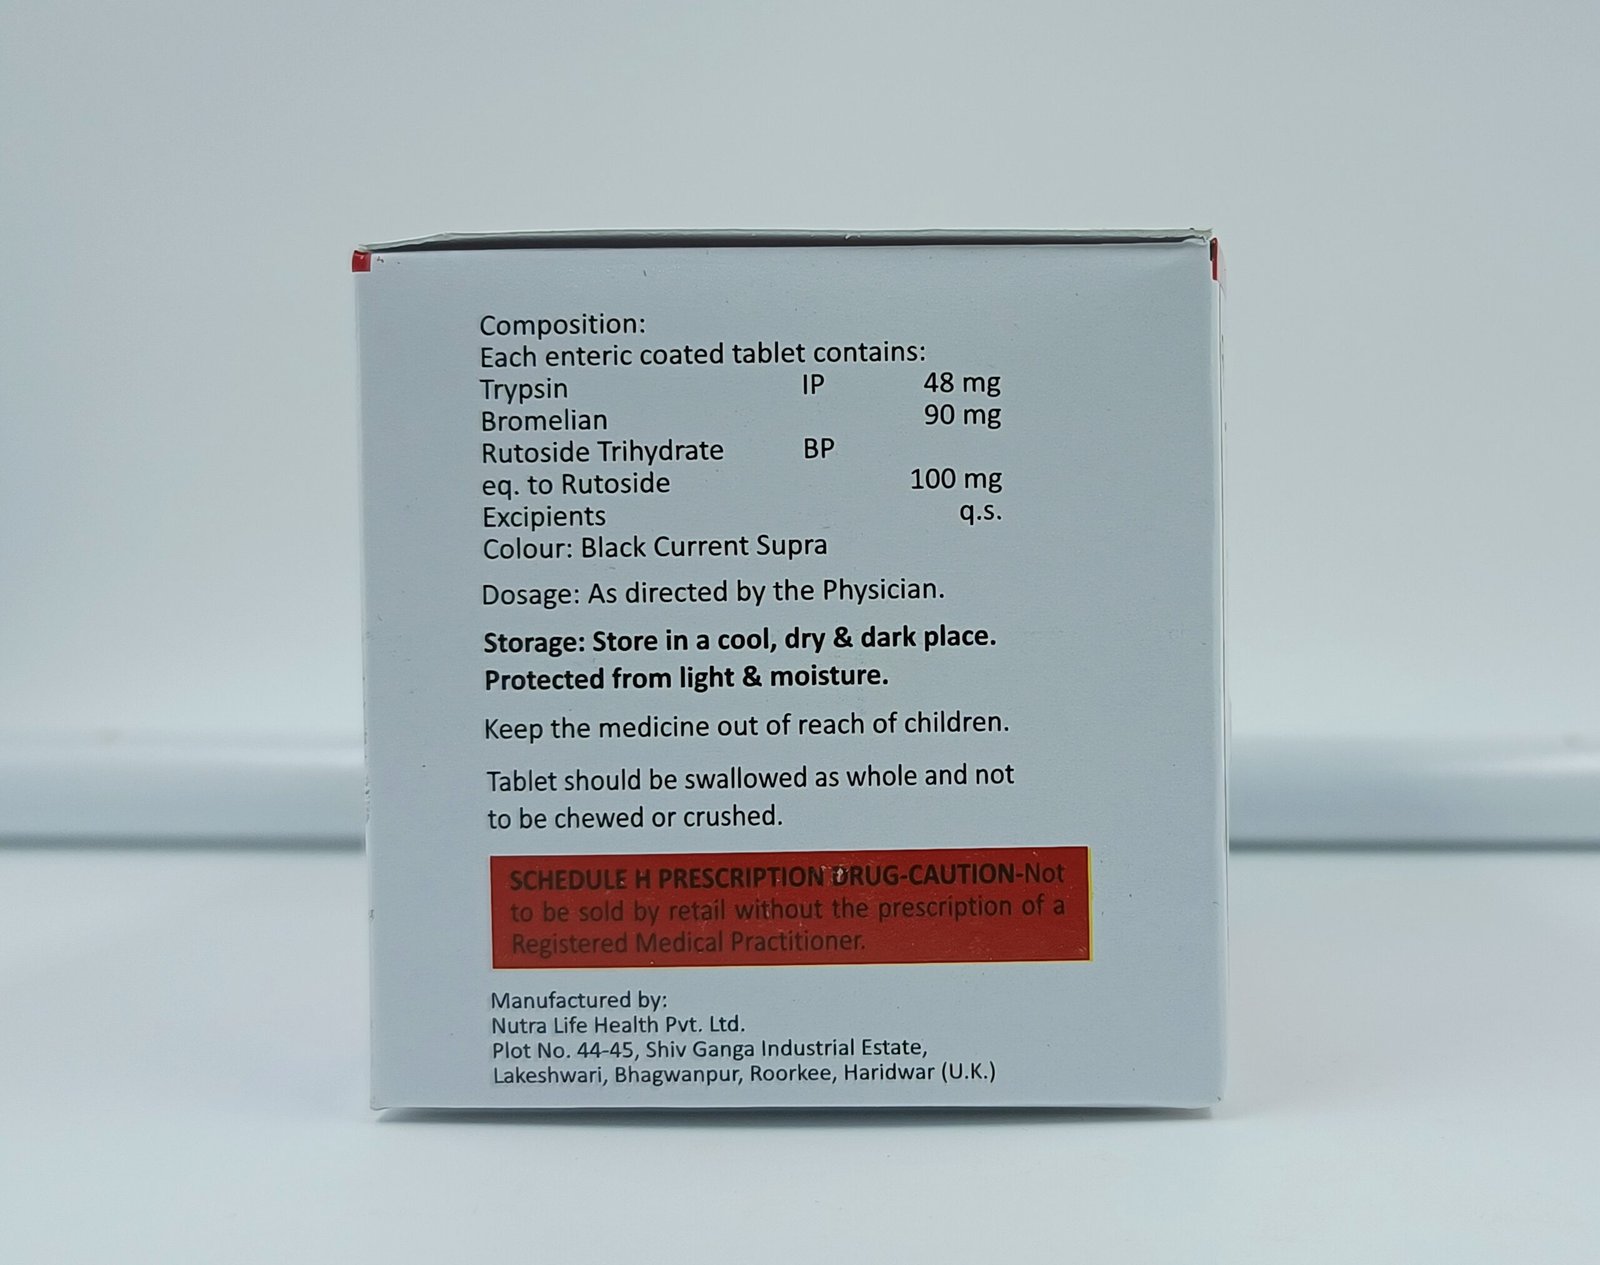 Composition:
Each enteric coated tablet contains:
Trypsin IP 48 mg
Bromelian 90 mg
Rutoside Trihydrate BP
eq. to Rutoside 100 mg
Excipients q.s.
Colour: Black Current Supra
Dosage: As directed by the Physician.
Storage: Store in a cool, dry & dark place.
Protected from light & moisture.
Keep the medicine out of reach of children.
Tablet should be swallowed as whole and not
to be chewed or crushed.
SCHEDULE H PRESCRIPTION DRUG-CAUTION-Not
to be sold by retail without the prescription of a
Registered Medical Practitioner.
Manufactured by:
Nutra Life Health Pvt. Ltd.
Plot No. 44-45, Shiv Ganga Industrial Estate,
Lakeshwari, Bhagwanpur, Roorkee, Haridwar (U.K.)